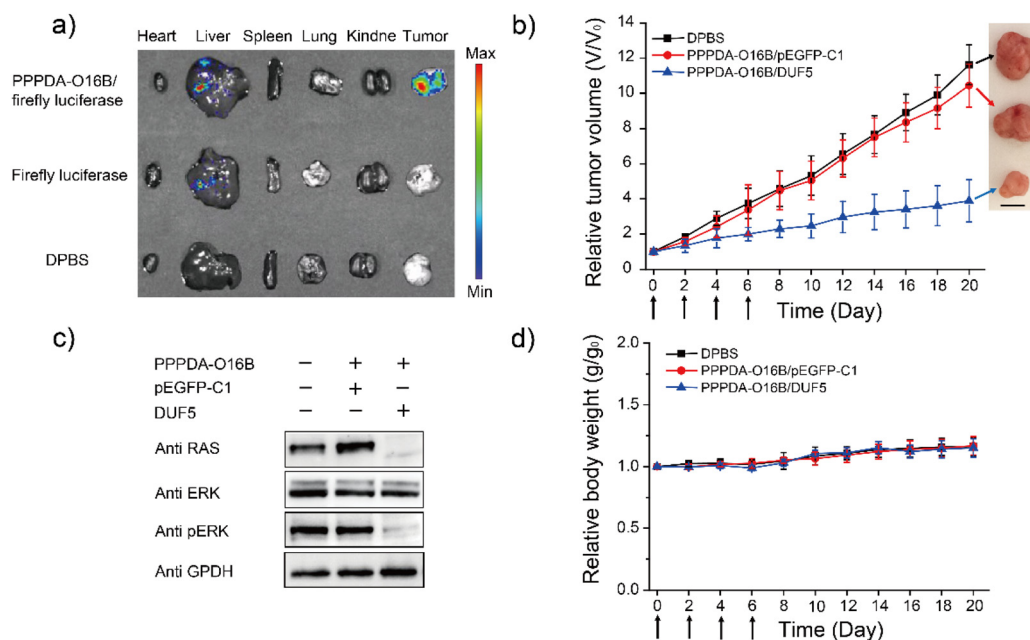 a)
Heart Liver Spleen Lung Kindne Tumor
PPPDA-O16B/
firefly luciferase
Firefly luciferase
DPBS
Max
Min
b)
Relative tumor volume (V/V₀)
14
12
10
8
6
4
2
0
DPBS
PPPDA-O16B/pEGFP-C1
PPPDA-O16B/DUF5
0 2 4 6 8 10 12 14 16 18 20
Time (Day)
c)
PPPDA-O16B − + +
pEGFP-C1 − + −
DUF5 − − +
Anti RAS
Anti ERK
Anti pERK
Anti GPDH
d)
Relative body weight (g/g₀)
2.0
1.5
1.0
0.5
0.0
DPBS
PPPDA-O16B/pEGFP-C1
PPPDA-O16B/DUF5
0 2 4 6 8 10 12 14 16 18 20
Time (Day)